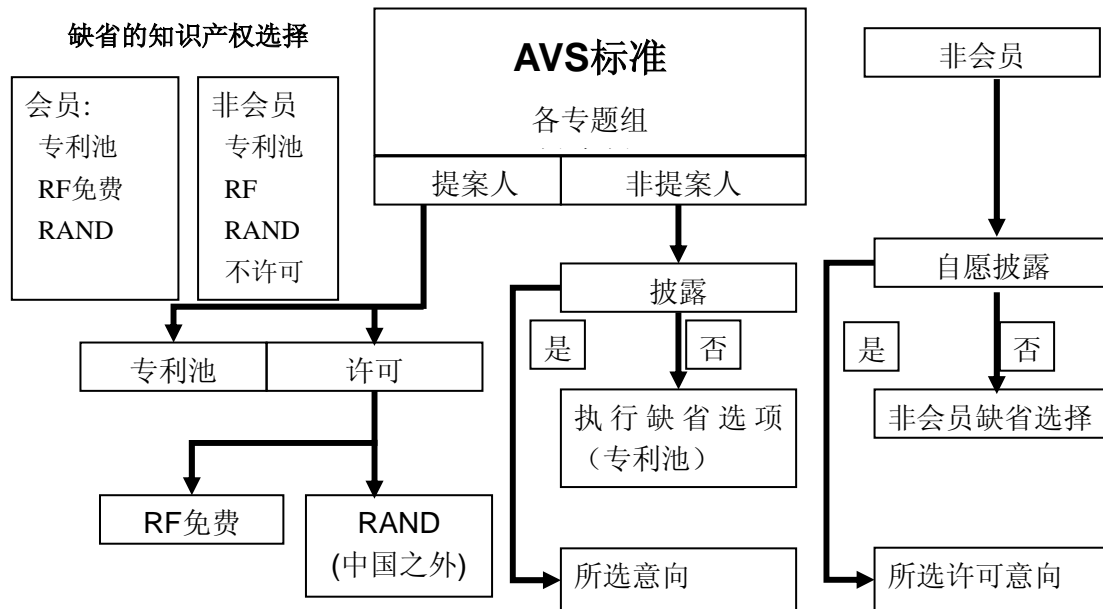 缺省的知识产权选择
会员:
专利池
RF免费
RAND
非会员
专利池
RF
RAND
不许可
AVS标准
各专题组
提案人
非提案人
非会员
披露
自愿披露
是
否
是
否
专利池
许可
执行缺省选项
（专利池）
非会员缺省选择
RF免费
RAND
(中国之外)
所选意向
所选许可意向